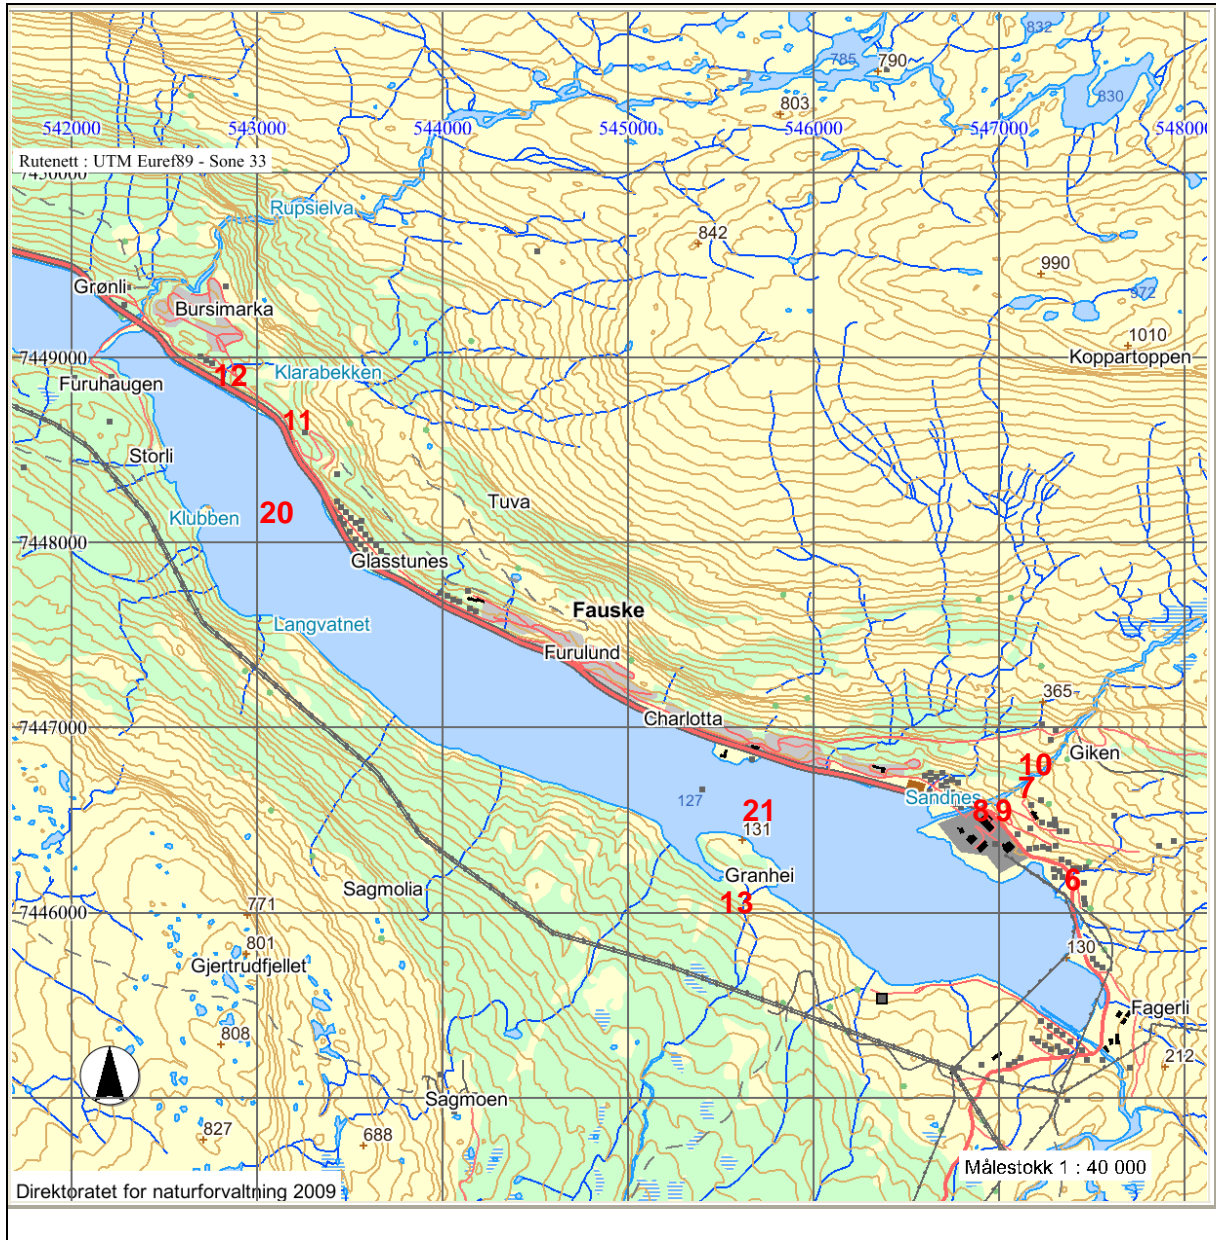 832
785
790
830
803
542000 543000 544000 545000 546000 547000 548000
Rutenett : UTM Euref89 - Sone 33
7450000
Rupsielva
842
990
Grønli
972
Bursimarka
1010
7449000
Koppartoppen
Klarabekken
12
Furuhaugen
11
Storli
Tuva
20
Klubben
7448000
Glasstunes
Fauske
Langvatnet
Furulund
365
Charlotta
7447000
Giken
10
7
Sandnes
127
21
8 9
131
Granhei
6
Sagmolia
13
771
7446000
801
130
Gjertrudfjellet
Fagerli
808
212
Sagmoen
827
688
Målestokk 1 : 40 000
Direktoratet for naturforvaltning 2009